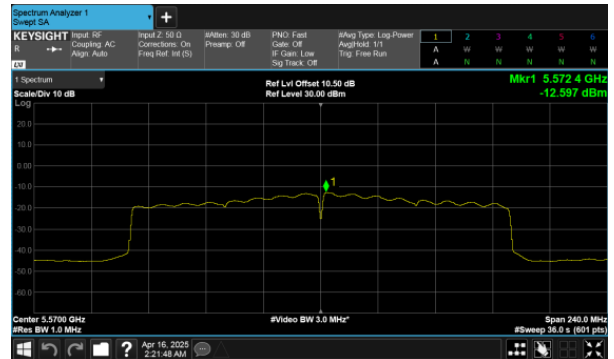 Spectrum Analyzer 1
Swept SA
+
KEYSIGHT
R
LXI
Input: RF
Coupling: AC
Align: Auto
Input Z: 50 Ω
Corrections: On
Freq Ref: Int (S)
#Atten: 30 dB
Preamp: Off
PNO: Fast
Gate: Off
IF Gain: Low
Sig Track: Off
#Avg Type: Log-Power
Avg|Hold: 1/1
Trig: Free Run
1 2 3 4 5 6
A W W W W W
A N N N N N
1 Spectrum
Scale/Div 10 dB
Log
Ref Lvl Offset 10.50 dB
Ref Level 30.00 dBm
Mkr1 5.572 4 GHz
-12.597 dBm
20.0
10.0
0.00
-10.0
-20.0
-30.0
-40.0
-50.0
-60.0
1
Center 5.5700 GHz
#Res BW 1.0 MHz
#Video BW 3.0 MHz*
Span 240.0 MHz
#Sweep 36.0 s (601 pts)
?
Apr 16, 2025
2:21:48 AM